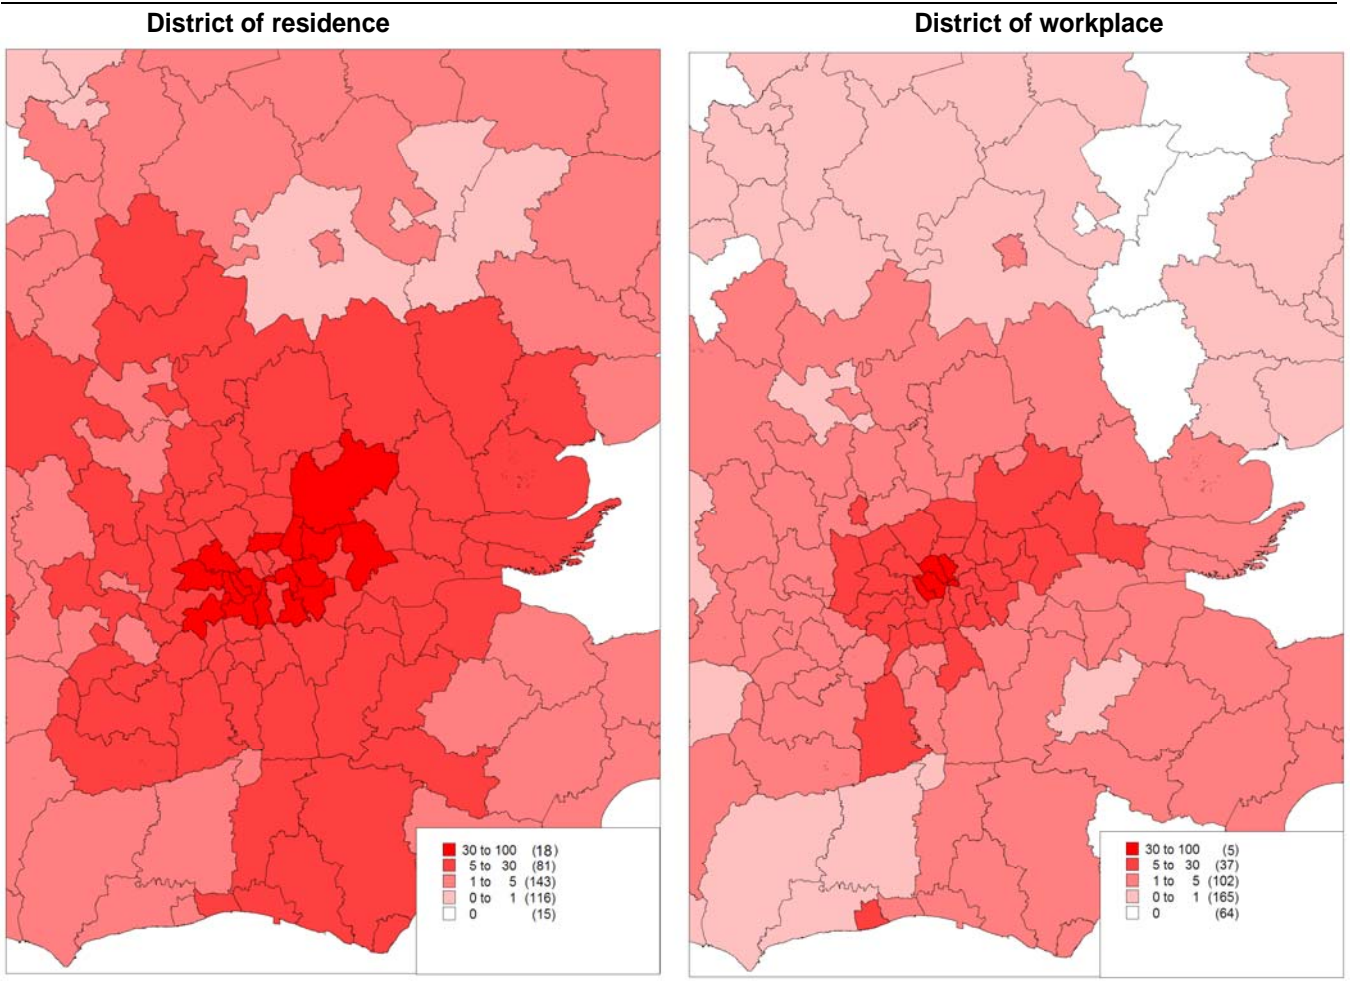 District of residence
District of workplace
30 to 100 (18)
5 to 30 (81)
1 to 5 (143)
0 to 1 (116)
0 (15)
30 to 100 (5)
5 to 30 (37)
1 to 5 (102)
0 to 1 (165)
0 (64)